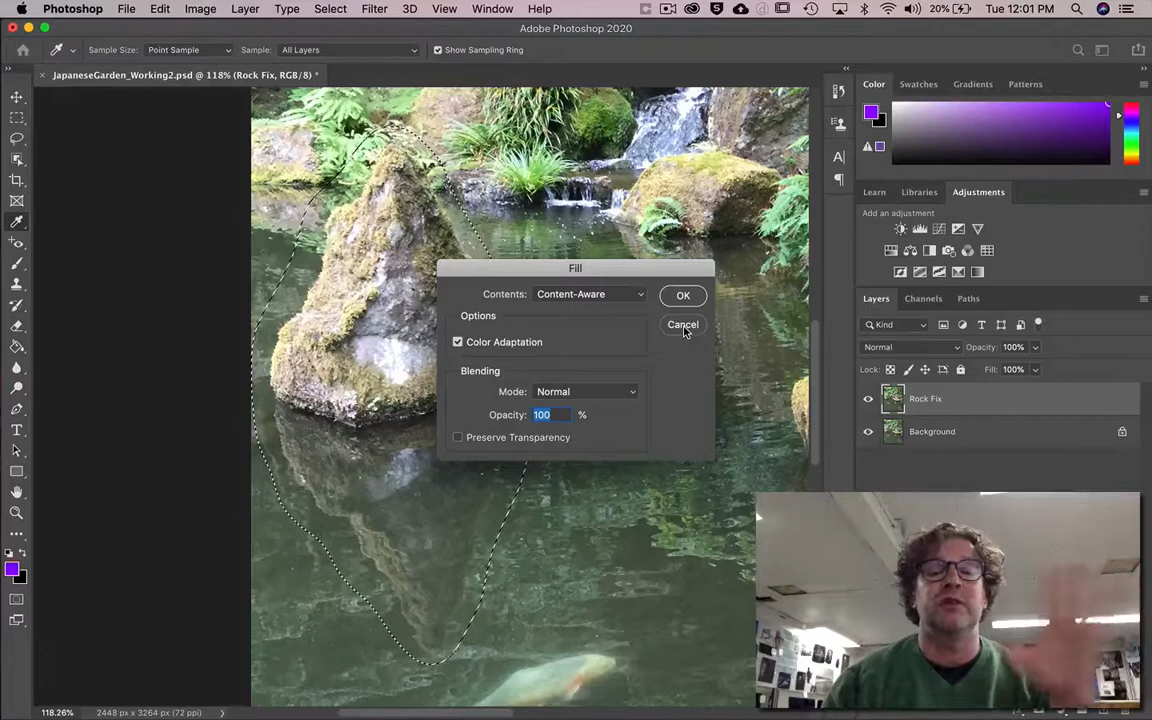 Photoshop File Edit Image Layer Type Select Filter 3D View Window Help 20% Tue 12:01 PM
Adobe Photoshop 2020
Sample Size: Point Sample Sample: All Layers Show Sampling Ring
JapaneseGarden_Working2.psd @ 118% (Rock Fix, RGB/8) *
Color Swatches Gradients Patterns
Learn Libraries Adjustments
Add an adjustment
Fill
Contents: Content-Aware OK
Options
Cancel
Color Adaptation
Blending
Mode: Normal
Opacity: 100 %
Preserve Transparency
Layers Channels Paths
Kind
Normal Opacity: 100%
Lock: Fill: 100%
Rock Fix
Background
118.26% 2448 px x 3264 px (72 ppi)